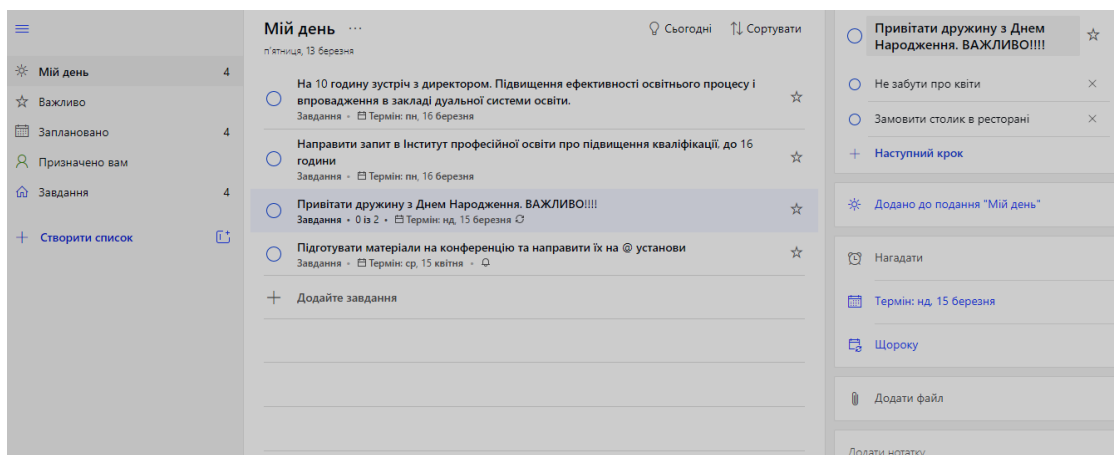 Мій день 4
Важливо
Заплановано 4
Призначено вам
Завдання 4
Створити список
Мій день ···
п'ятниця, 13 березня
Сьогодні
Сортувати
На 10 годину зустріч з директором. Підвищення ефективності освітнього процесу і
впровадження в закладі дуальної системи освіти.
Завдання • Термін: пн, 16 березня
Направити запит в Інститут професійної освіти про підвищення кваліфікації. до 16
години
Завдання • Термін: пн, 16 березня
Привітати дружину з Днем Народження. ВАЖЛИВО!!!!
Завдання • 0 із 2 • Термін: нд, 15 березня
Підготувати матеріали на конференцію та направити їх на @ установи
Завдання • Термін: ср, 15 квітня •
Додайте завдання
Привітати дружину з Днем
Народження. ВАЖЛИВО!!!!
Не забути про квіти
Замовити столик в ресторані
Наступний крок
Додано до подання "Мій день"
Нагадати
Термін: нд, 15 березня
Щороку
Додати файл
Додати нотатку